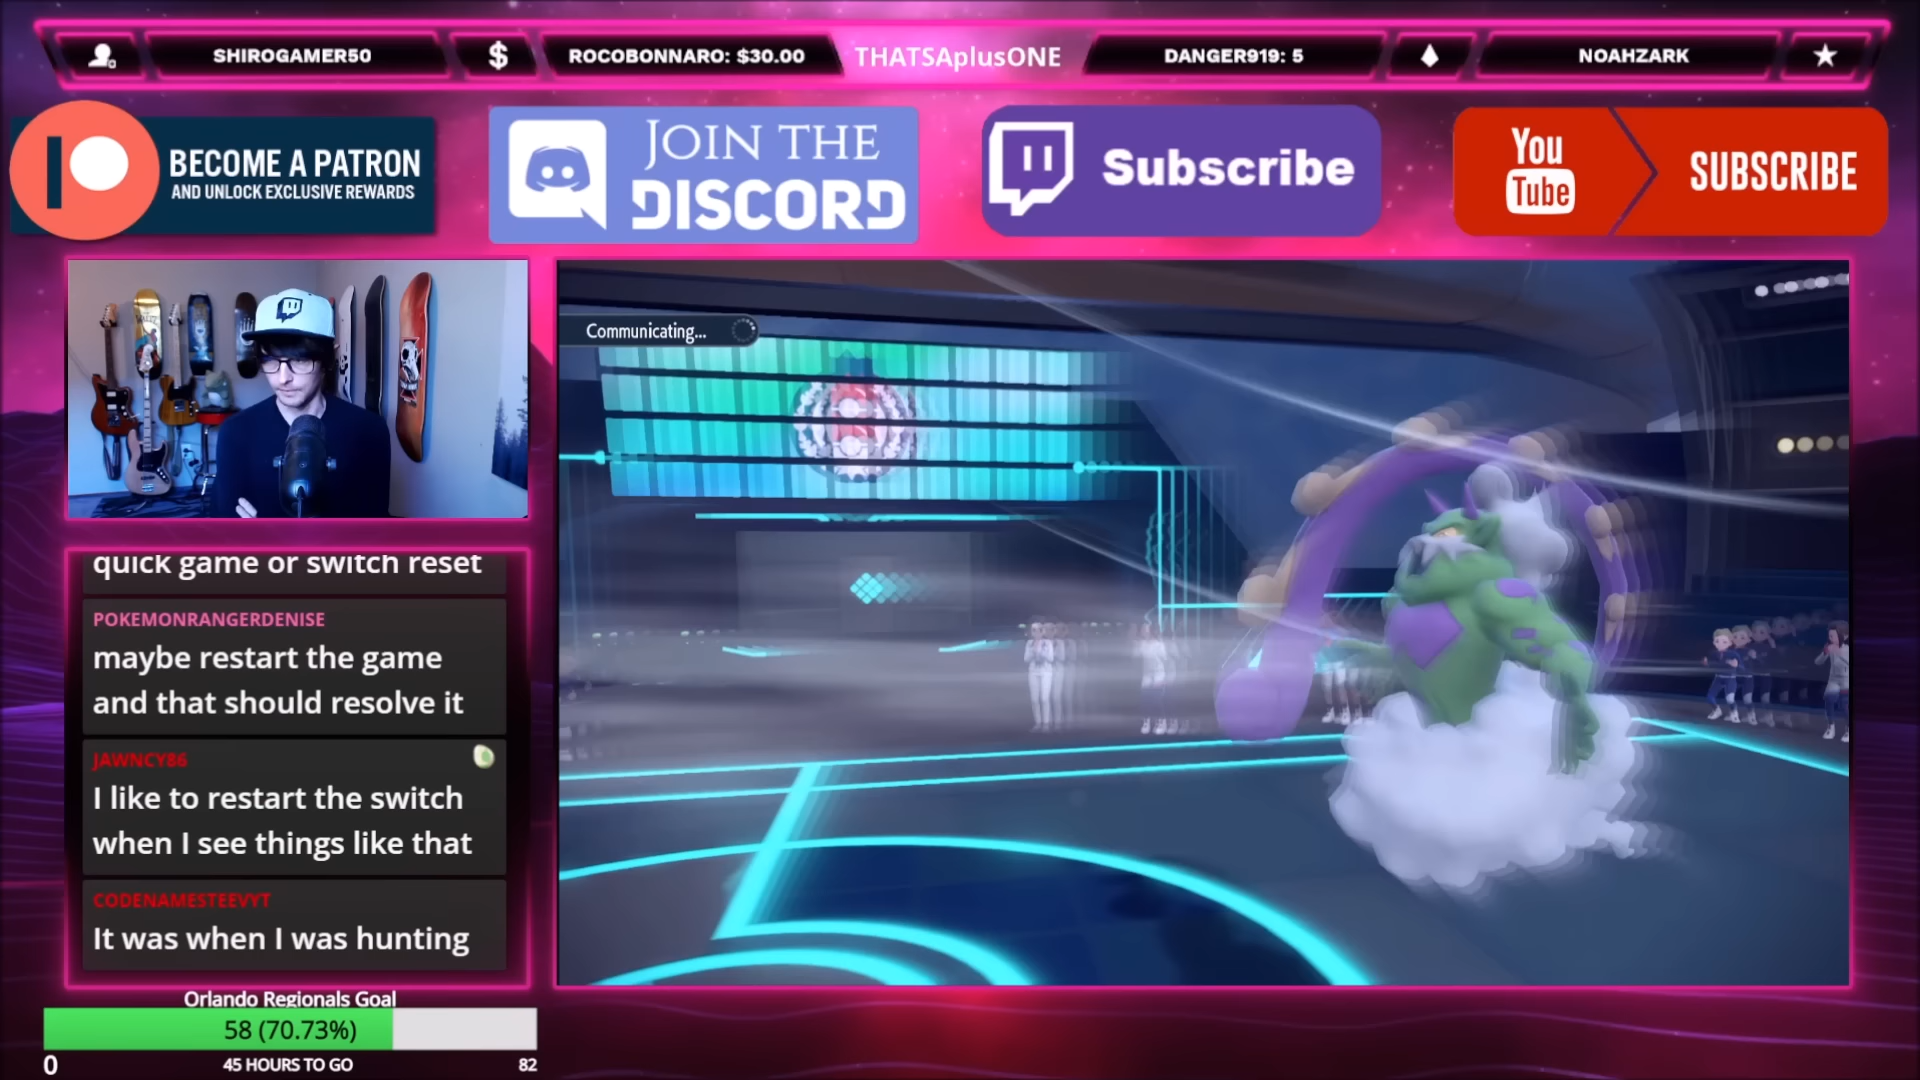 SHIROGAMER50
$
ROCOBONNARO: $30.00
THATSAplusONE
DANGER919: 5
NOAHZARK
BECOME A PATRON
AND UNLOCK EXCLUSIVE REWARDS
JOIN THE
DISCORD
Subscribe
You
Tube
SUBSCRIBE
Communicating...
quick game or switch reset
POKEMONRANGERDENISE
maybe restart the game
and that should resolve it
JAWNCY86
I like to restart the switch
when I see things like that
CODENAMESTEEVYT
It was when I was hunting
Orlando Regionals Goal
58 (70.73%)
0
45 HOURS TO GO
82